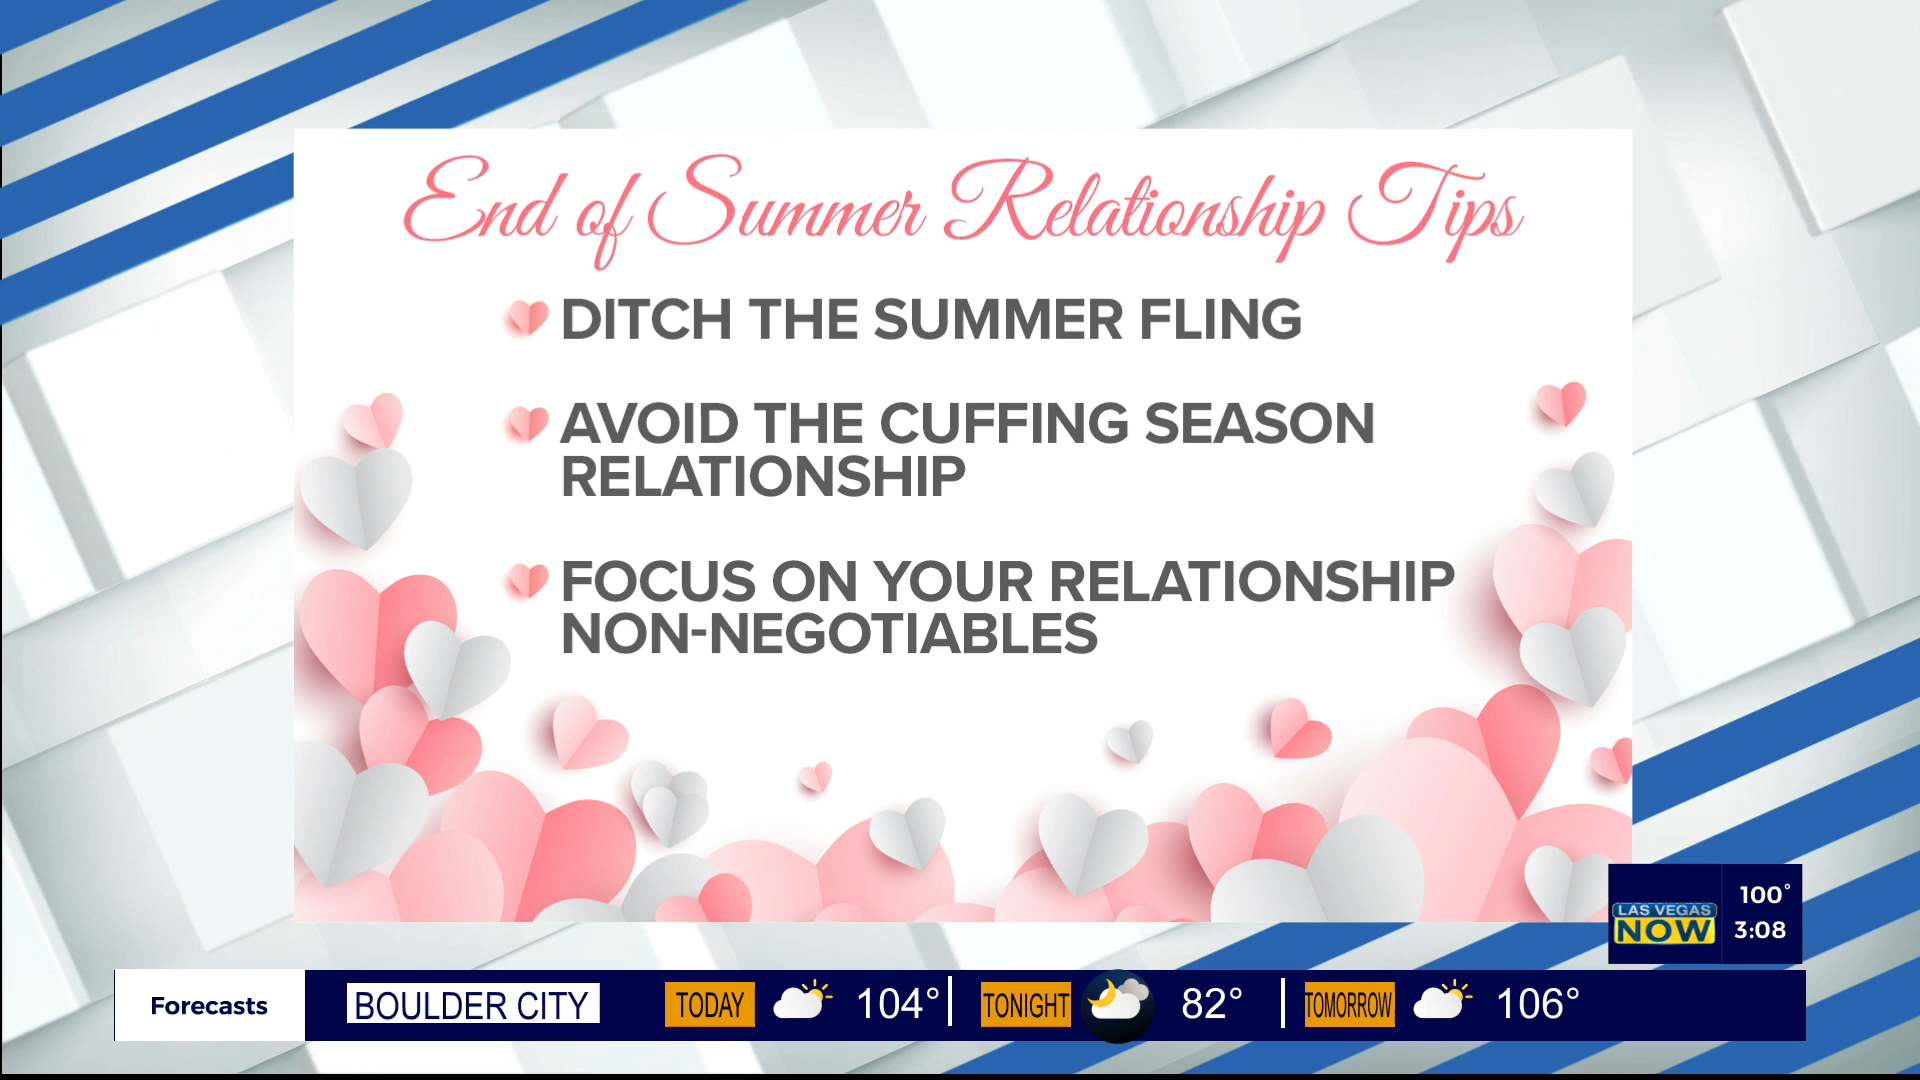 End of Summer Relationship Tips
DITCH THE SUMMER FLING
AVOID THE CUFFING SEASON
RELATIONSHIP
FOCUS ON YOUR RELATIONSHIP
NON-NEGOTIABLES
LAS VEGAS
NOW
100°
3:08
Forecasts
BOULDER CITY
TODAY
104°
TONIGHT
82°
TOMORROW
106°